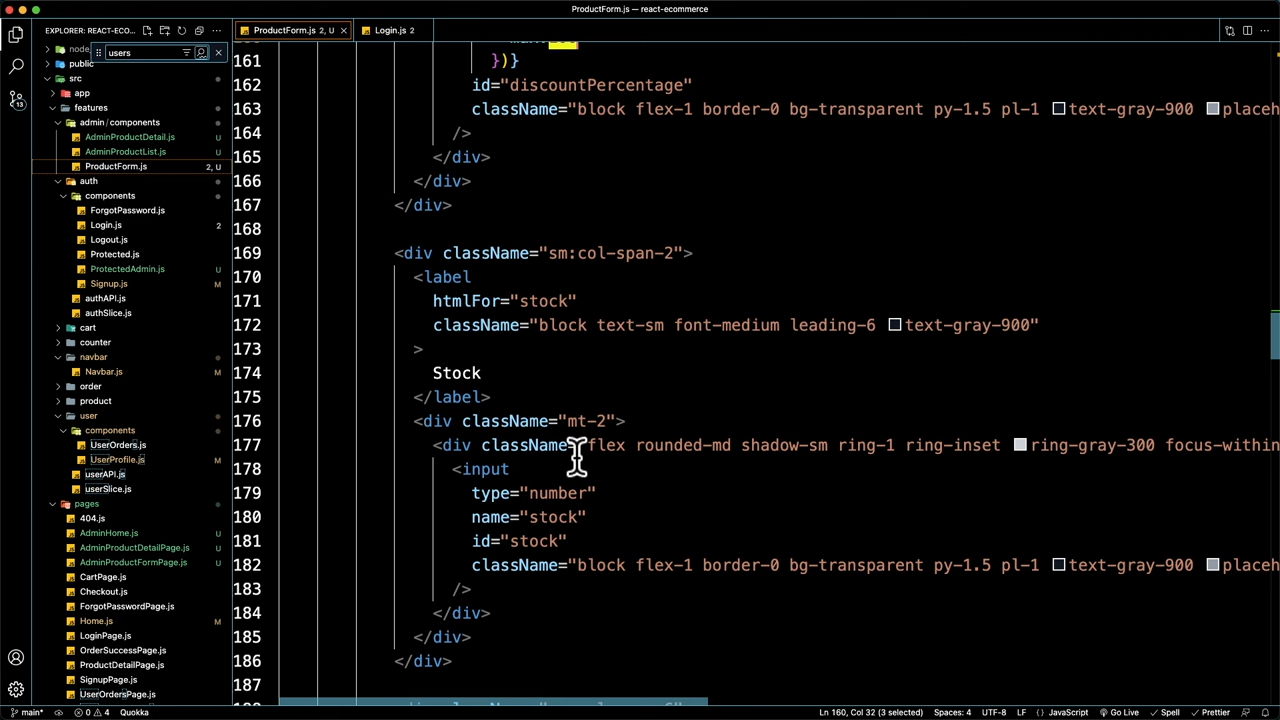 ProductForm.js — react-ecommerce
EXPLORER: REACT-ECO...
ProductForm.js 2, U
Login.js 2
node
users
public
src
app
features
admin / components
AdminProductDetail.js U
AdminProductList.js U
ProductForm.js 2, U
auth
components
ForgotPassword.js
Login.js 2
Logout.js
Protected.js
ProtectedAdmin.js U
Signup.js M
authAPI.js
authSlice.js
cart
counter
navbar
Navbar.js M
order
product
user
components
UserOrders.js
UserProfile.js M
userAPI.js
userSlice.js
pages
404.js
AdminHome.js U
AdminProductDetailPage.js U
AdminProductFormPage.js U
CartPage.js
Checkout.js
ForgotPasswordPage.js
Home.js M
LoginPage.js
OrderSuccessPage.js
ProductDetailPage.js
SignupPage.js
UserOrdersPage.js
161 })}
162 id="discountPercentage"
163 className="block flex-1 border-0 bg-transparent py-1.5 pl-1 text-gray-900 placeh
164 />
165 </div>
166 </div>
167 </div>
168
169 <div className="sm:col-span-2">
170 <label
171 htmlFor="stock"
172 className="block text-sm font-medium leading-6 text-gray-900"
173 >
174 Stock
175 </label>
176 <div className="mt-2">
177 <div className="flex rounded-md shadow-sm ring-1 ring-inset ring-gray-300 focus-within
178 <input
179 type="number"
180 name="stock"
181 id="stock"
182 className="block flex-1 border-0 bg-transparent py-1.5 pl-1 text-gray-900 placeh
183 />
184 </div>
185 </div>
186 </div>
187
13
main* 0 4 Quokka
Ln 160, Col 32 (3 selected) Spaces: 4 UTF-8 LF {} JavaScript Go Live Spell Prettier